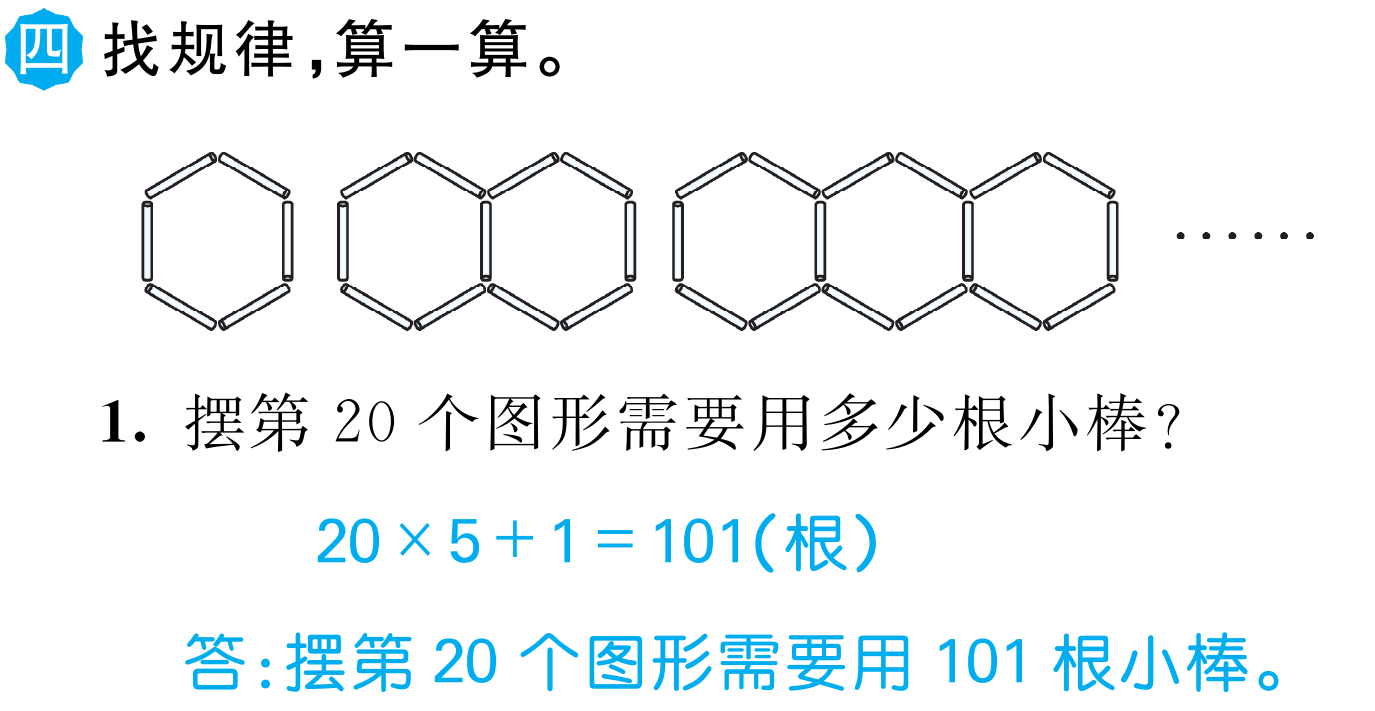 四 找规律,算一算。
······
1. 摆第 20 个图形需要用多少根小棒?
20×5+1=101(根)
答:摆第 20 个图形需要用 101 根小棒。